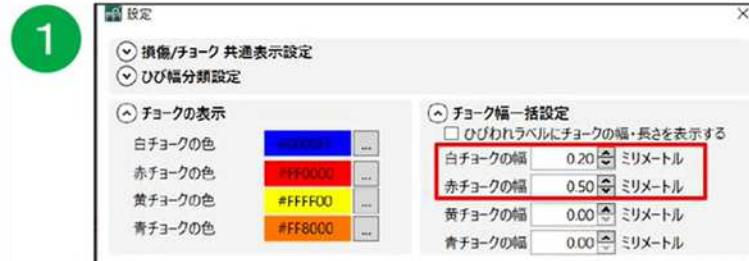 1
設定
損傷/チョーク 共通表示設定
ひび幅分類設定
チョークの表示
白チョークの色 ...
赤チョークの色 #FF0000 ...
黄チョークの色 #FFFF00 ...
青チョークの色 #FF8000 ...
チョーク幅一括設定
ひびわれラベルにチョークの幅・長さを表示する
白チョークの幅 0.20 ミリメートル
赤チョークの幅 0.50 ミリメートル
黄チョークの幅 0.00 ミリメートル
青チョークの幅 0.00 ミリメートル